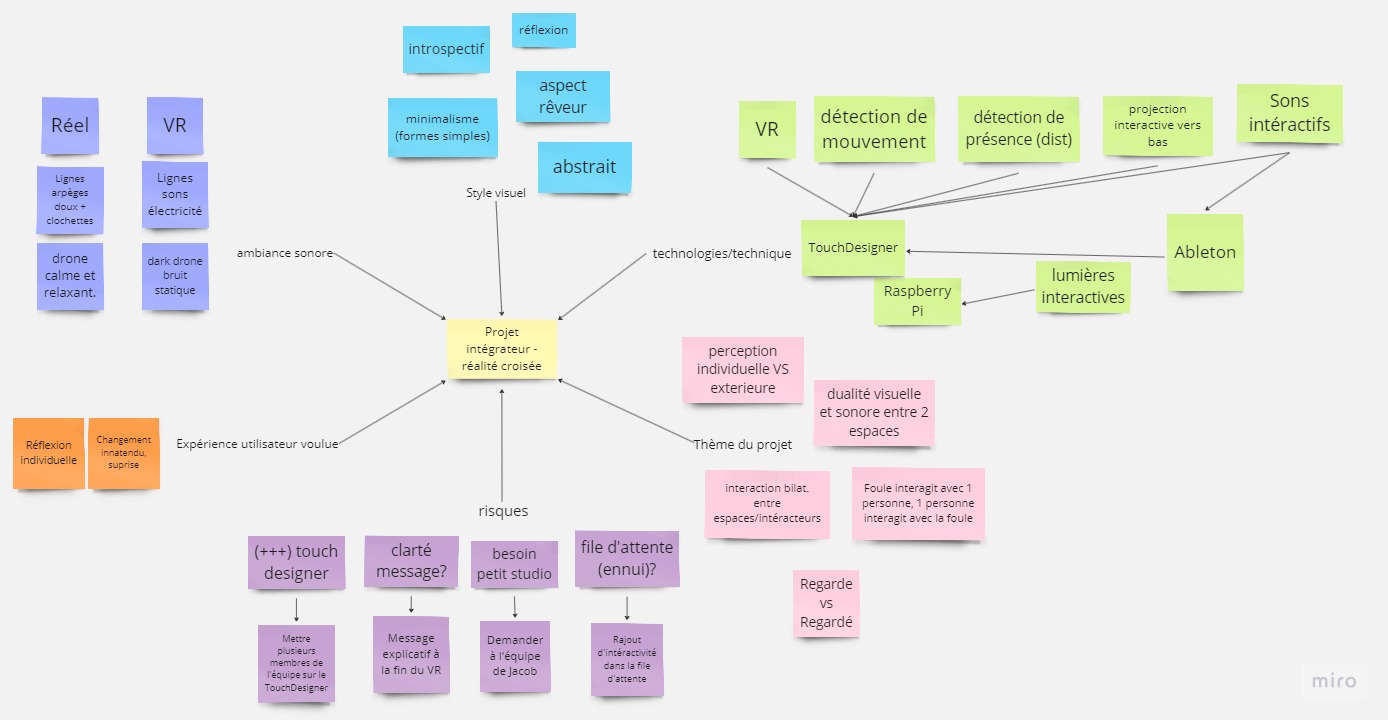 introspectif
réflexion
minimalisme
(formes simples)
aspect
rêveur
abstrait
Style visuel
Réel
VR
Lignes
arpèges
doux +
clochettes
Lignes
sons
électricité
drone
calme et
relaxant.
dark drone
bruit
statique
ambiance sonore
technologies/technique
VR
détection de
mouvement
détection de
présence (dist)
projection
interactive vers
bas
Sons
intéractifs
TouchDesigner
Ableton
Raspberry
Pi
lumières
interactives
Projet
intégrateur -
réalité croisée
perception
individuelle VS
exterieure
dualité visuelle
et sonore entre 2
espaces
Thème du projet
interaction bilat.
entre
espaces/intéracteurs
Foule interagit avec 1
personne, 1 personne
interagit avec la foule
Regarde
vs
Regardé
Réflexion
individuelle
Changement
innatendu,
suprise
Expérience utilisateur voulue
risques
(+++) touch
designer
clarté
message?
besoin
petit studio
file d'attente
(ennui)?
Mettre
plusieurs
membres de
l'équipe sur le
TouchDesigner
Message
explicatif à
la fin du VR
Demander
à l'équipe
de Jacob
Rajout
d'intéractivité
dans la file
d'attente
miro